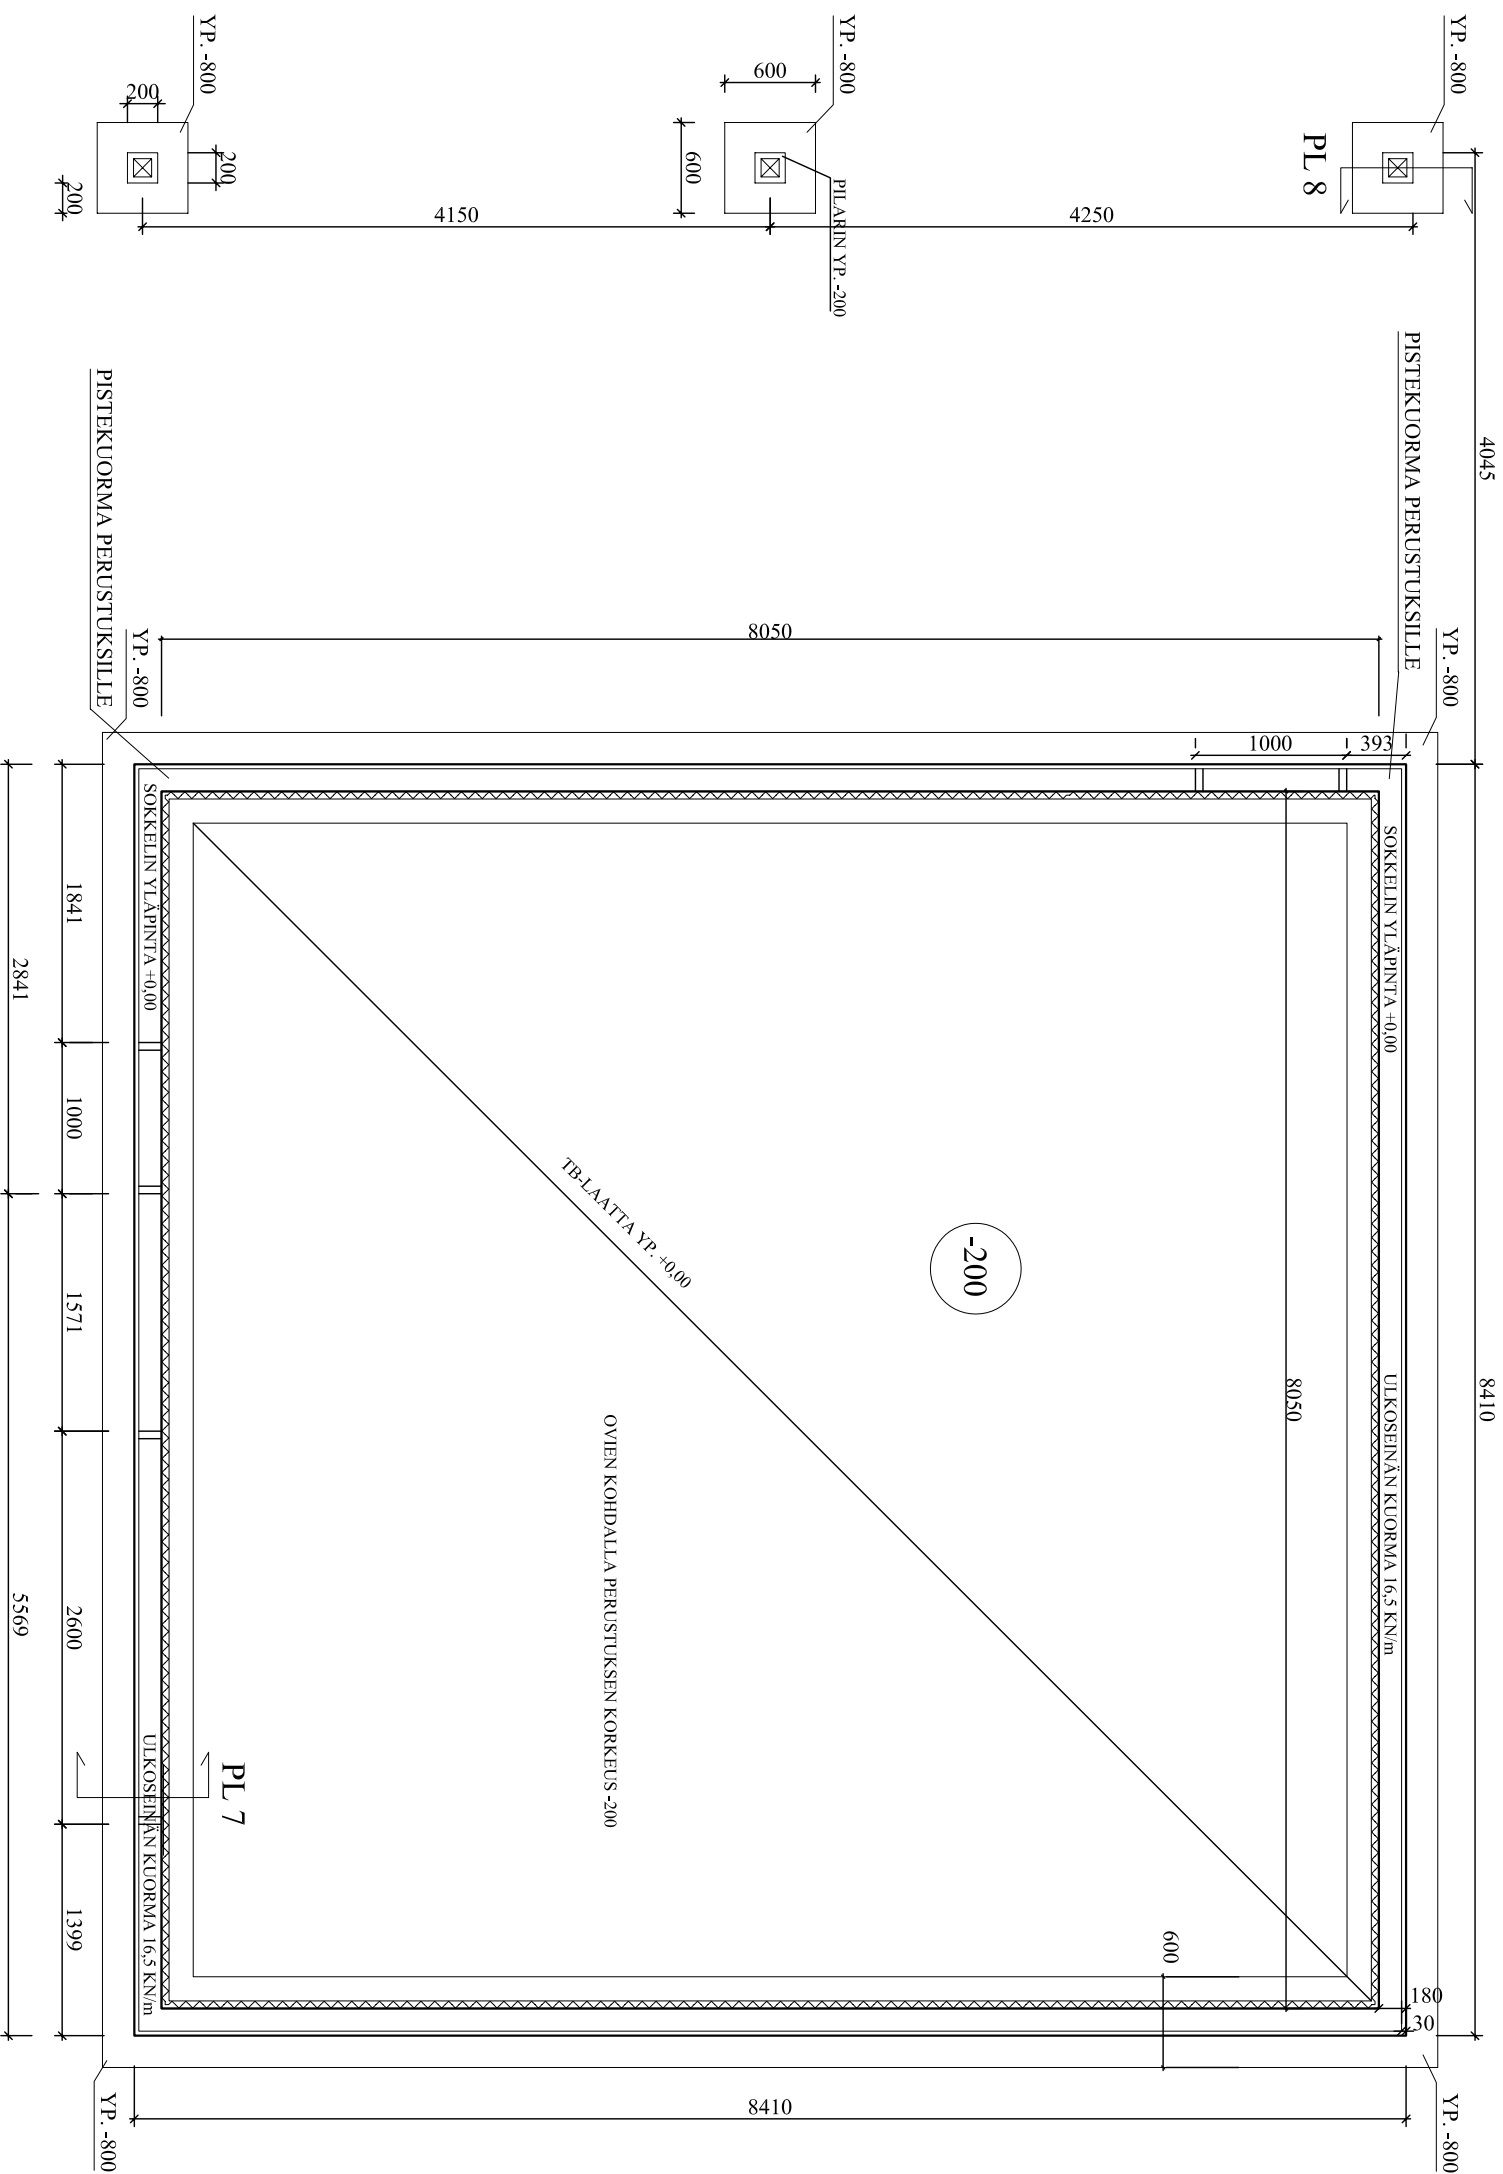 YP. -800
YP. -800
YP. -800
200
200
200
600
600
PILARIN YP. -200
PL 8
4150
4250
4045
PISTEKUORMA PERUSTUKSILLE
PISTEKUORMA PERUSTUKSILLE
YP. -800
YP. -800
8050
1000
393
SOKKELIN YLÄPINTA +0,00
SOKKELIN YLÄPINTA +0,00
1841
2841
1000
1571
TB-LAATTA YP. +0,00
-200
8050
8410
ULKOSEINÄN KUORMA 16,5 KN/m
OVIEN KOHDALLA PERUSTUKSEN KORKEUS -200
2600
5569
PL 7
ULKOSEINÄN KUORMA 16,5 KN/m
1399
600
180
30
8410
YP. -800
YP. -800